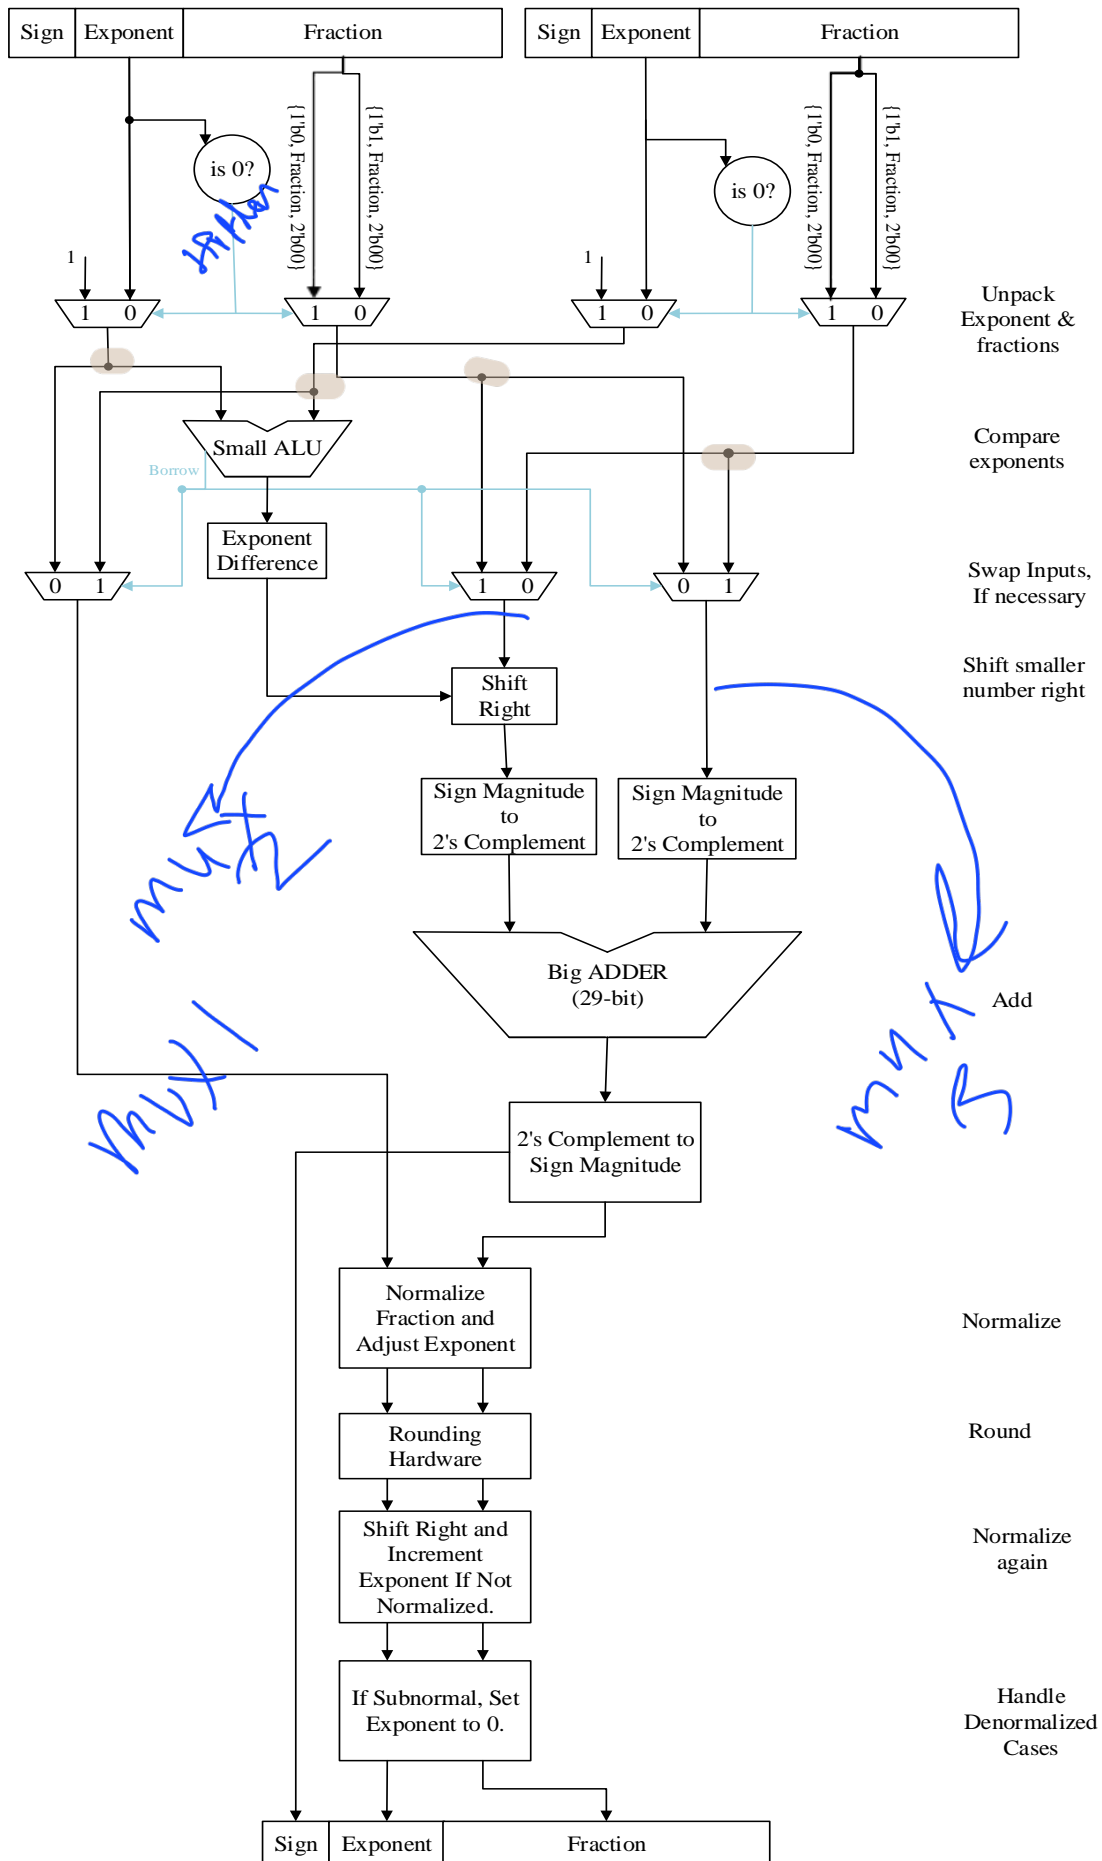 Sign Exponent Fraction Sign Exponent Fraction
is 0?
{1'b0, Fraction, 2'b00}
{1'b1, Fraction, 2'b00}
is 0?
{1'b0, Fraction, 2'b00}
{1'b1, Fraction, 2'b00}
1
1
1 0
1 0
1 0
1 0
Unpack
Exponent &
fractions
Small ALU
Borrow
Compare
exponents
Exponent
Difference
0 1
1 0
0 1
Swap Inputs,
If necessary
Shift
Right
Shift smaller
number right
Sign Magnitude
to
2's Complement
Sign Magnitude
to
2's Complement
mux2
Big ADDER
(29-bit)
Add
mux1
mux
2's Complement to
Sign Magnitude
Normalize
Fraction and
Adjust Exponent
Normalize
Rounding
Hardware
Round
Shift Right and
Increment
Exponent If Not
Normalized.
Normalize
again
If Subnormal, Set
Exponent to 0.
Handle
Denormalized
Cases
Sign Exponent Fraction